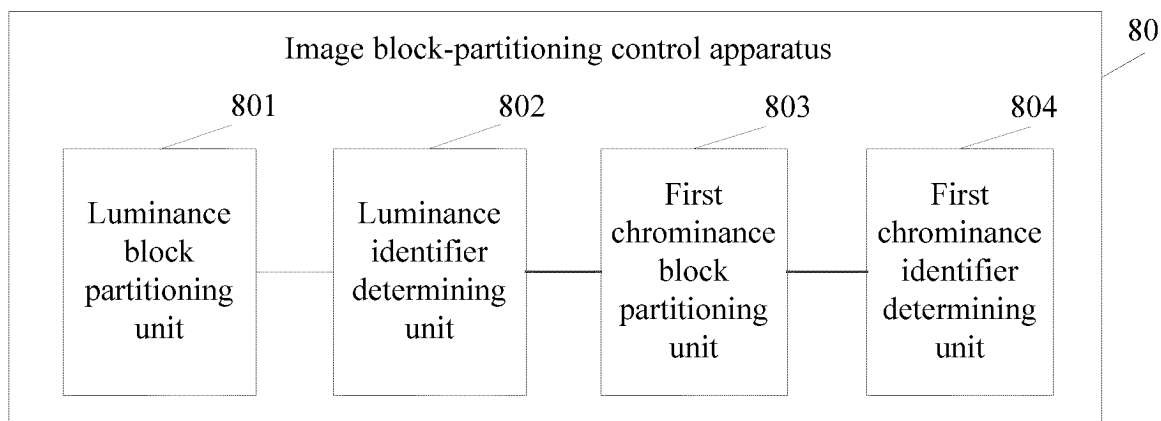 80
Image block-partitioning control apparatus
801
802
803
804
Luminance
block
partitioning
unit
Luminance
identifier
determining
unit
First
chrominance
block
partitioning
unit
First
chrominance
identifier
determining
unit